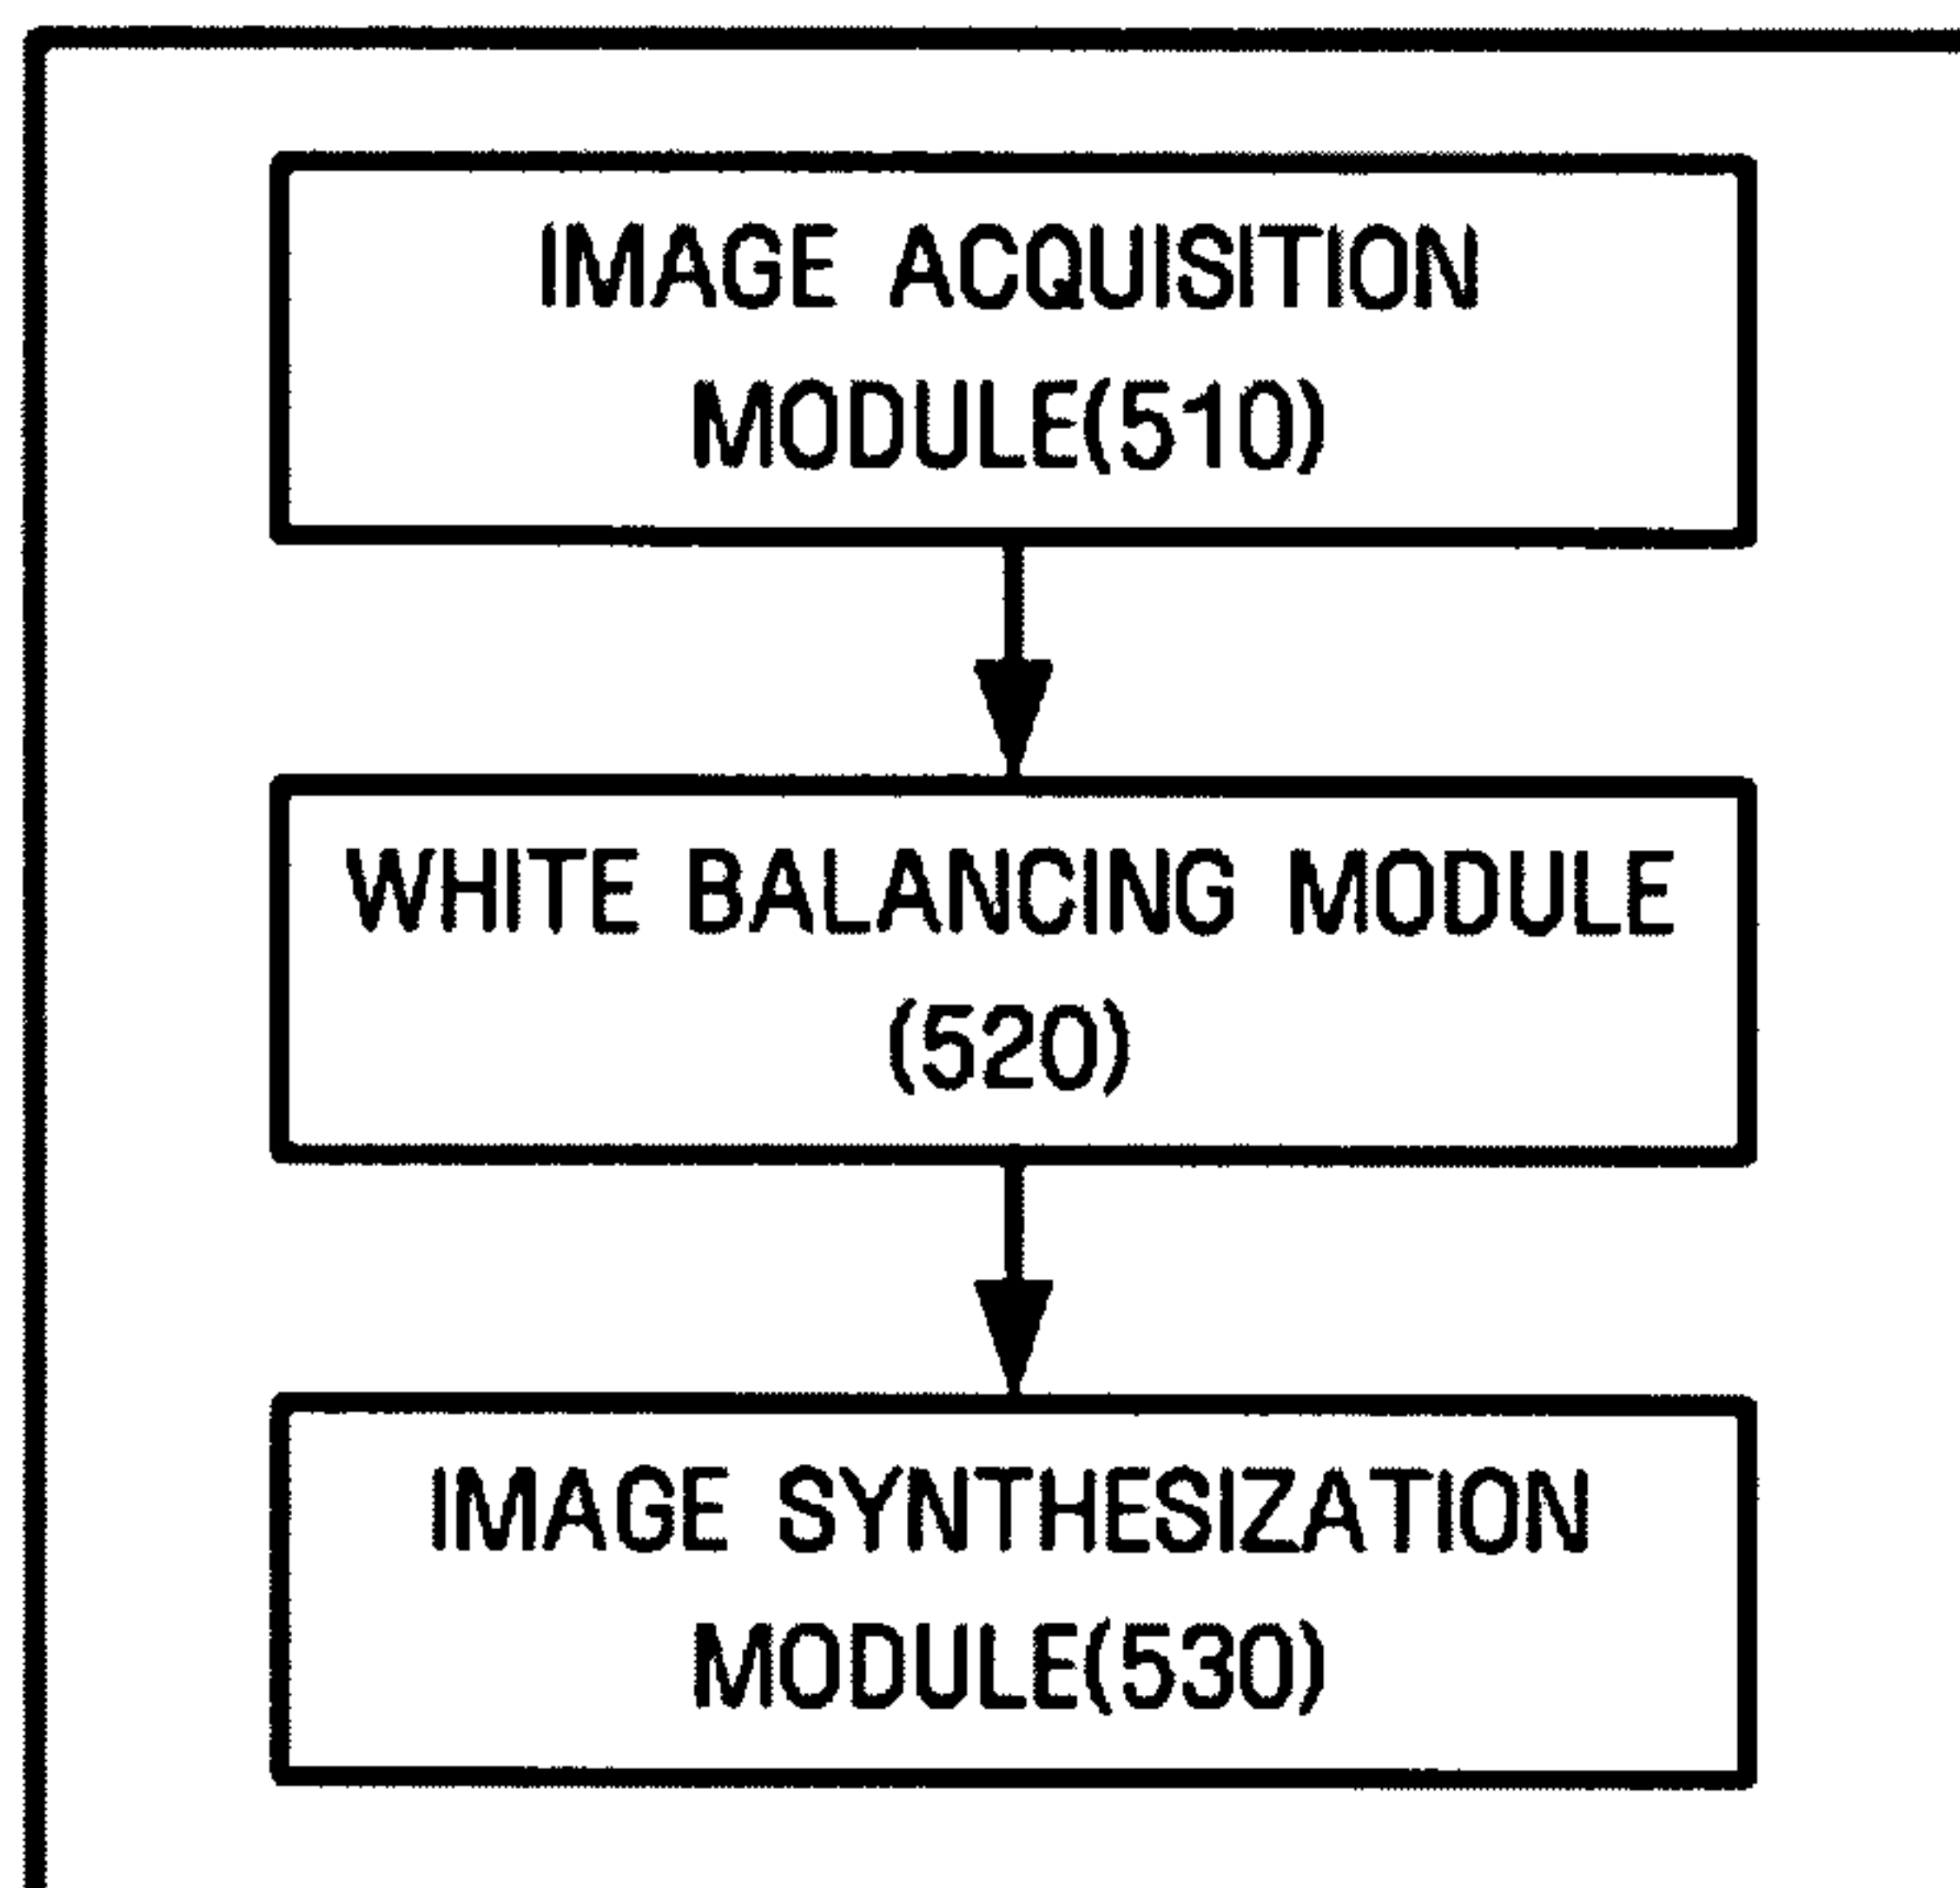 IMAGE ACQUISITION
MODULE(510)
WHITE BALANCING MODULE
(520)
IMAGE SYNTHESIZATION
MODULE(530)